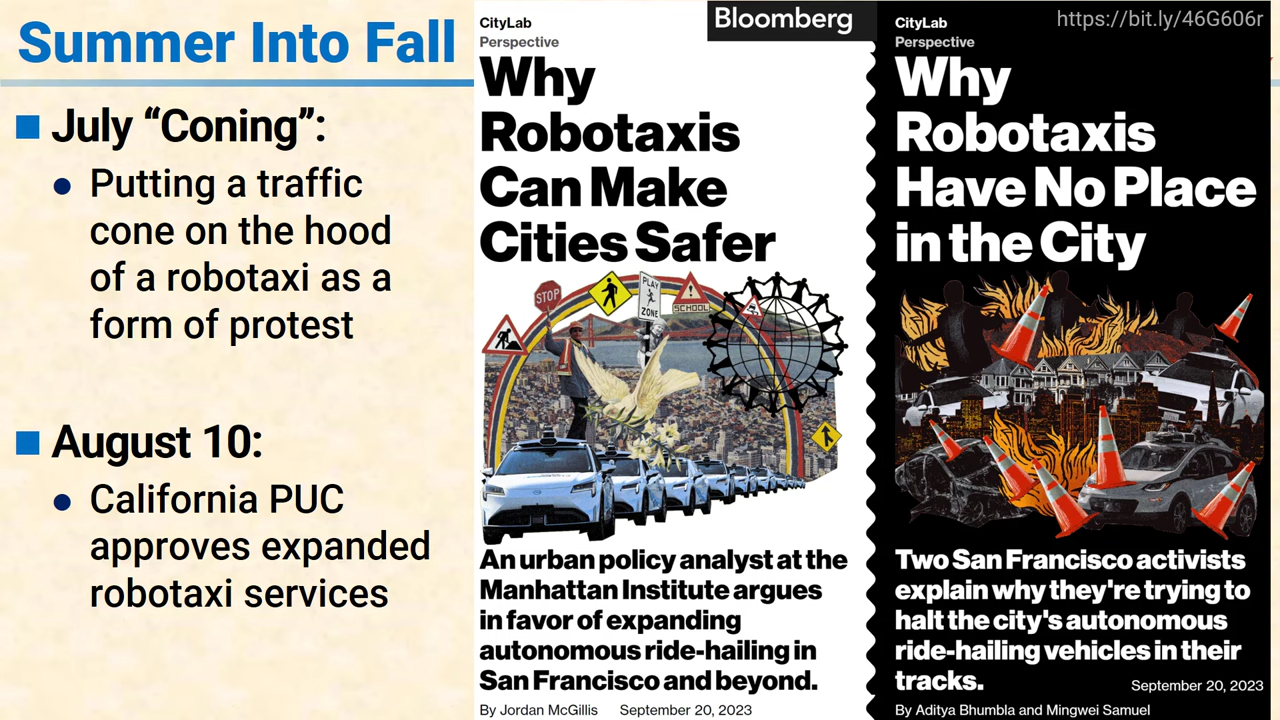 Summer Into Fall
July “Coning”:
Putting a traffic
cone on the hood
of a robotaxi as a
form of protest
August 10:
California PUC
approves expanded
robotaxi services
Bloomberg
CityLab
Perspective
Why
Robotaxis
Can Make
Cities Safer
STOP
PLAY
ZONE
SCHOOL
An urban policy analyst at the
Manhattan Institute argues
in favor of expanding
autonomous ride-hailing in
San Francisco and beyond.
By Jordan McGillis September 20, 2023
https://bit.ly/46G606r
CityLab
Perspective
Why
Robotaxis
Have No Place
in the City
Two San Francisco activists
explain why they're trying to
halt the city's autonomous
ride-hailing vehicles in their
tracks.
September 20, 2023
By Aditya Bhumbla and Mingwei Samuel